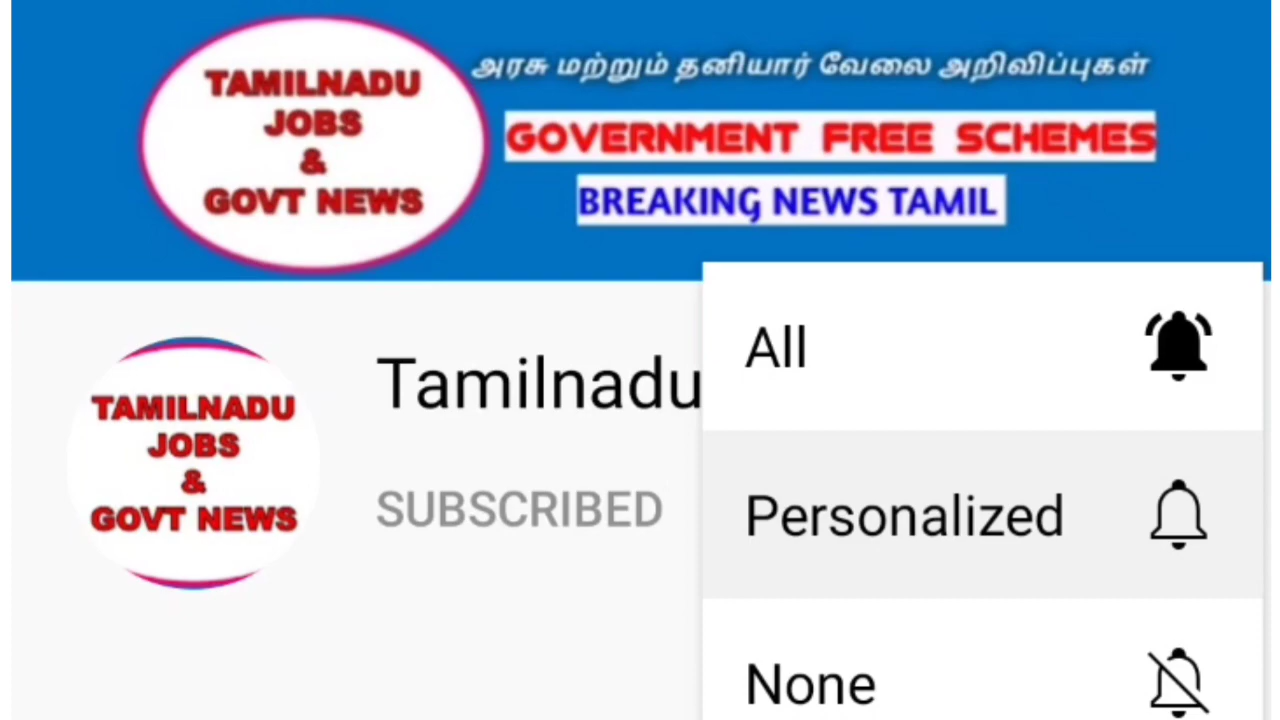 TAMILNADU
JOBS
&
GOVT NEWS
அரசு மற்றும் தனியார் வேலை அறிவிப்புகள்
GOVERNMENT FREE SCHEMES
BREAKING NEWS TAMIL
TAMILNADU
JOBS
&
GOVT NEWS
Tamilnadu
SUBSCRIBED
All
Personalized
None